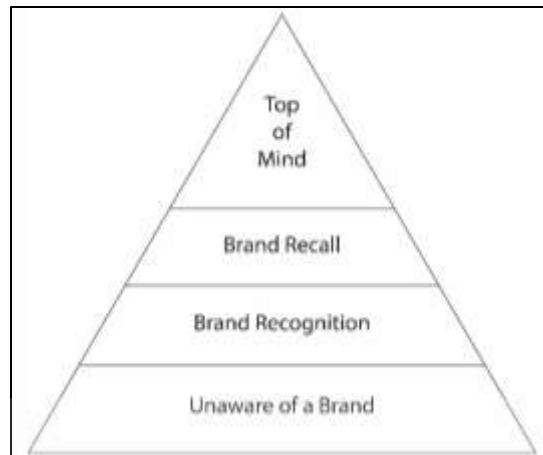 Top
of
Mind
Brand Recall
Brand Recognition
Unaware of a Brand